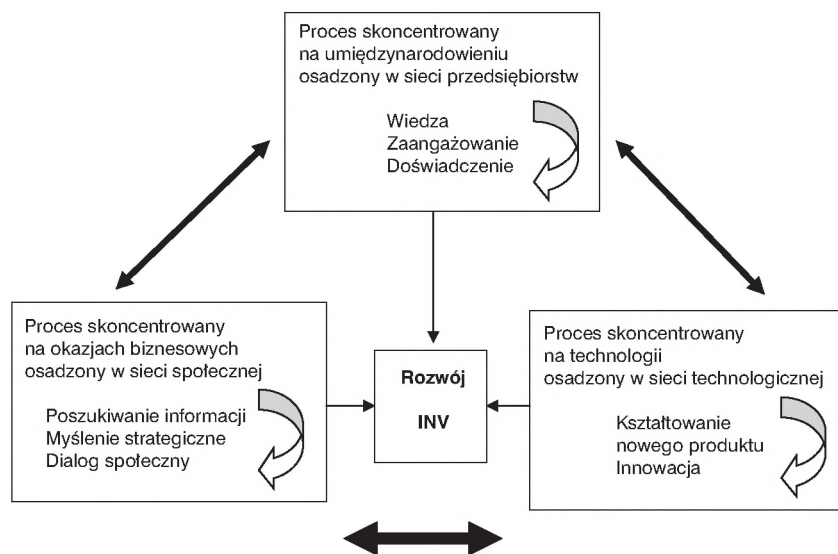 Proces skoncentrowany
na umiędzynarodowieniu
osadzony w sieci przedsiębiorstw
Wiedza
Zaangażowanie
Doświadczenie
Proces skoncentrowany
na okazjach biznesowych
osadzony w sieci społecznej
Poszukiwanie informacji
Myślenie strategiczne
Dialog społeczny
Rozwój
INV
Proces skoncentrowany
na technologii
osadzony w sieci technologicznej
Kształtowanie
nowego produktu
Innowacja